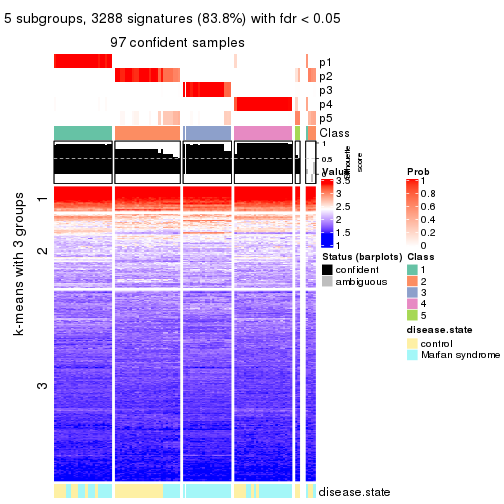 5 subgroups, 3288 signatures (83.8%) with fdr < 0.05
97 confident samples
p1
p2
p3
p4
p5
Class
1
0.5
0
silhouette
score
k-means with 3 groups
1
2
3
Value
3.5
3
2.5
2
1.5
1
Prob
1
0.8
0.6
0.4
0.2
0
Status (barplots)
confident
ambiguous
Class
1
2
3
4
5
disease.state
control
Marfan syndrome
disease.state